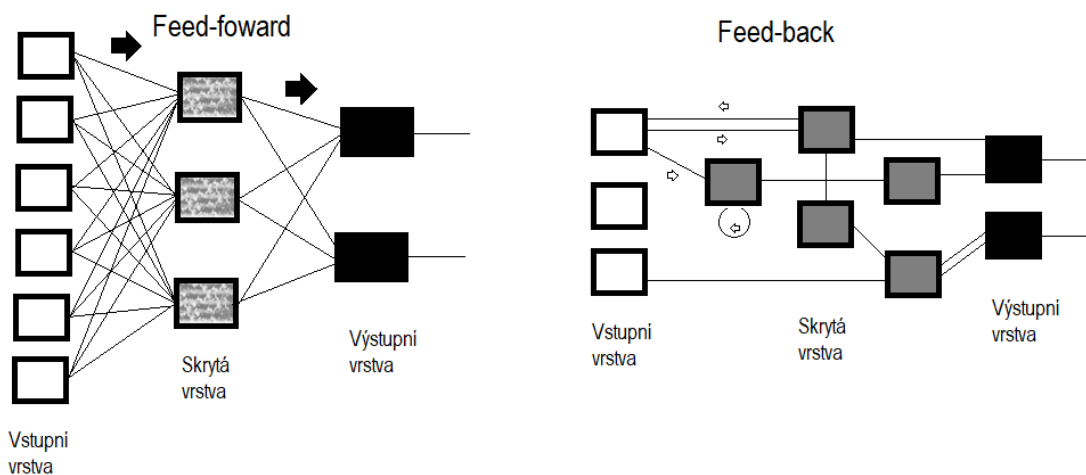 Feed-foward
Vstupní
vrstva
Skrytá
vrstva
Výstupní
vrstva
Feed-back
Vstupní
vrstva
Skrytá
vrstva
Výstupní
vrstva